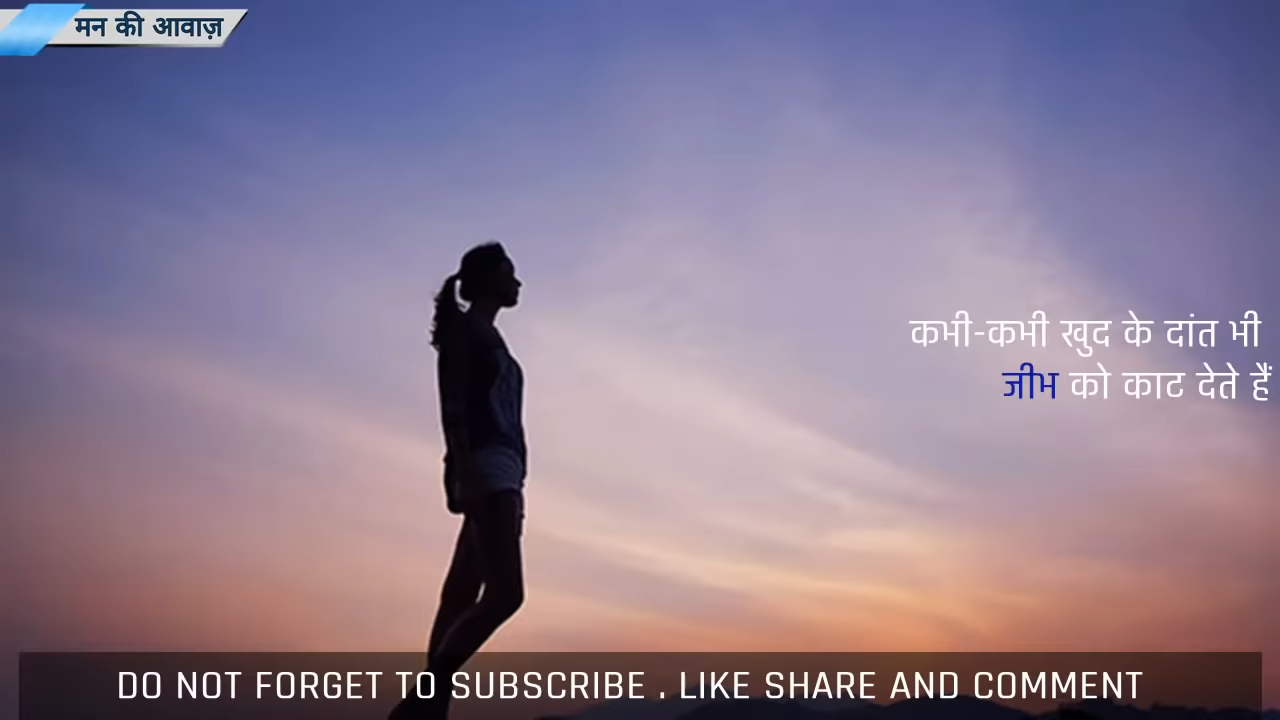 मन की आवाज़
कभी-कभी खुद के दांत भी
जीभ को काट देते हैं
DO NOT FORGET TO SUBSCRIBE . LIKE SHARE AND COMMENT